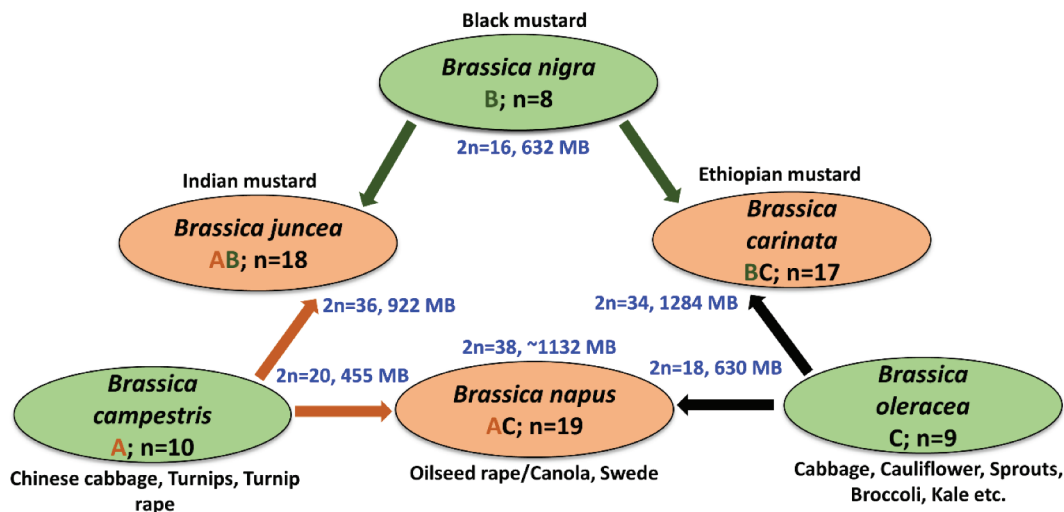 Black mustard
Brassica nigra
B; n=8
2n=16, 632 MB
Indian mustard
Brassica juncea
AB; n=18
2n=36, 922 MB
Ethiopian mustard
Brassica
carinata
BC; n=17
2n=34, 1284 MB
Brassica
campestris
A; n=10
2n=20, 455 MB
Chinese cabbage, Turnips, Turnip
rape
2n=38, ~1132 MB
Brassica napus
AC; n=19
Oilseed rape/Canola, Swede
2n=18, 630 MB
Brassica
oleracea
C; n=9
Cabbage, Cauliflower, Sprouts,
Broccoli, Kale etc.